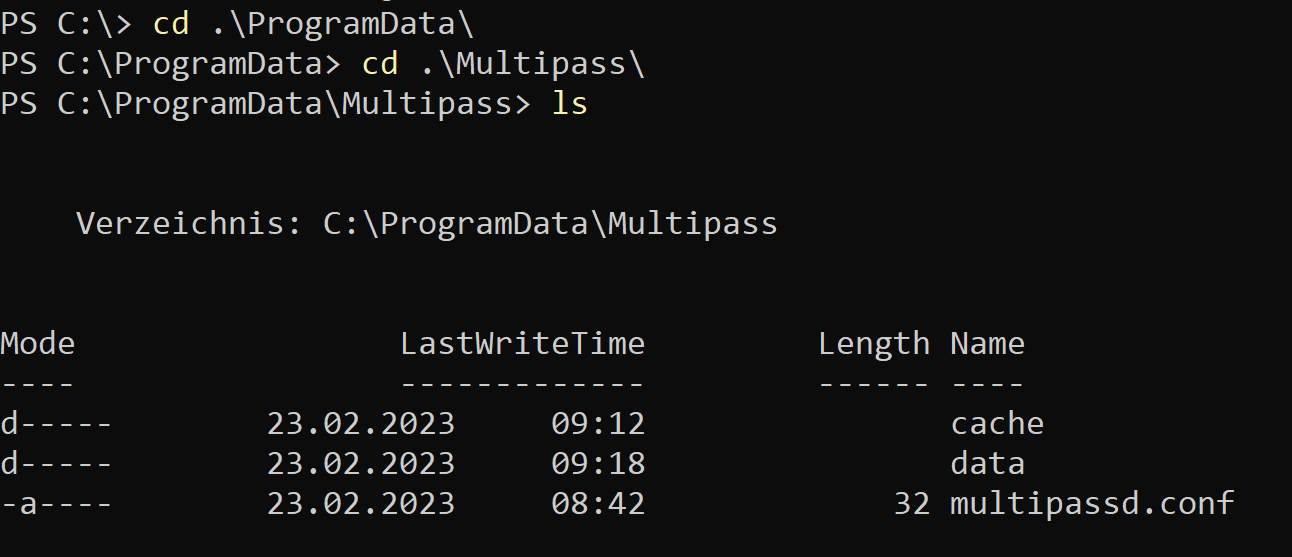 PS C:\> cd .\ProgramData\
PS C:\ProgramData> cd .\Multipass\
PS C:\ProgramData\Multipass> ls
Verzeichnis: C:\ProgramData\Multipass
Mode LastWriteTime Length Name
---- ------------- ------ ----
d----- 23.02.2023 09:12 cache
d----- 23.02.2023 09:18 data
-a---- 23.02.2023 08:42 32 multipassd.conf